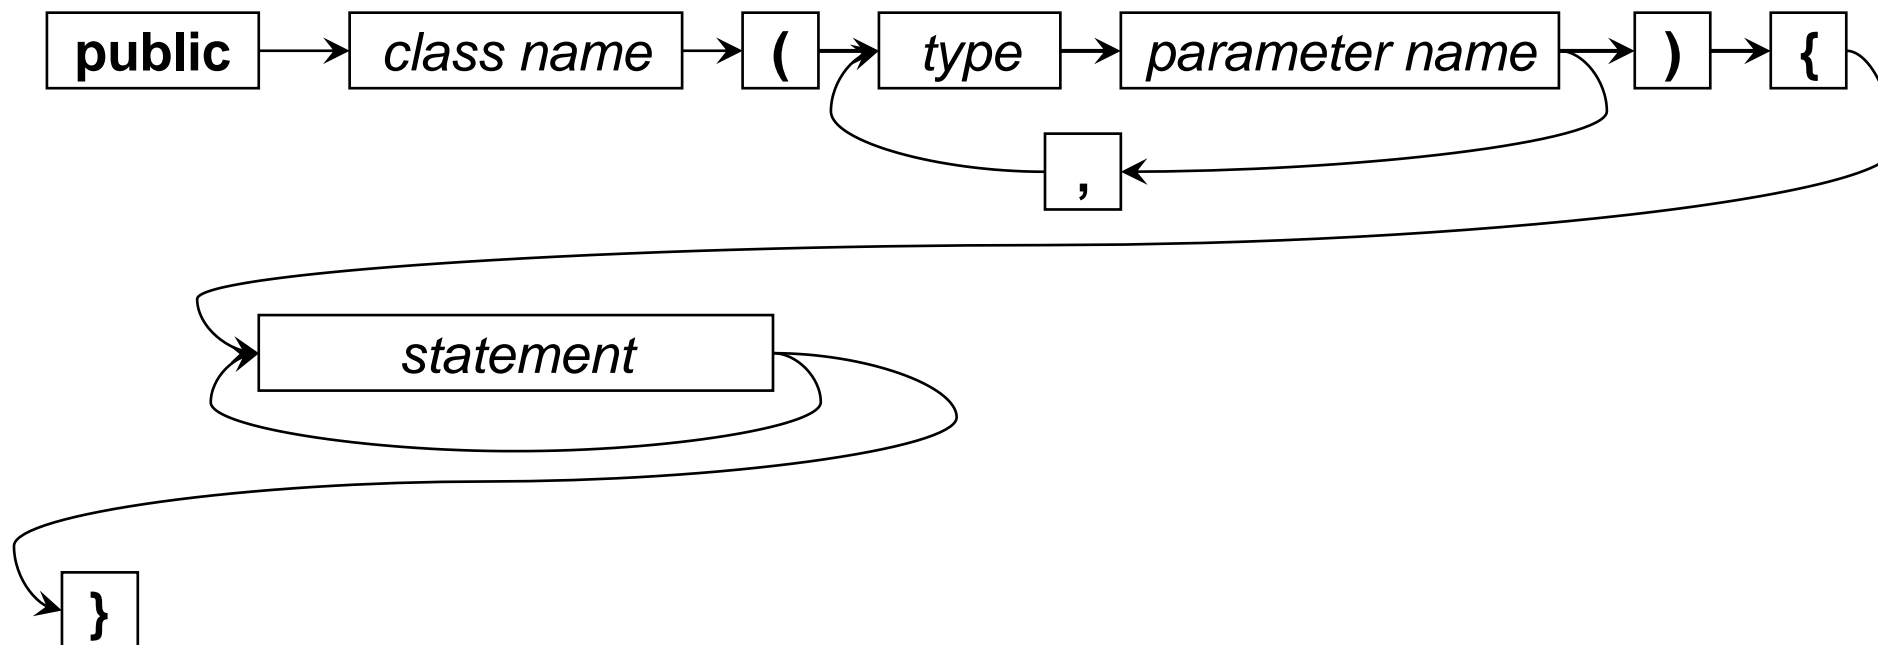 public class name ( type parameter name ) {
,
statement
}